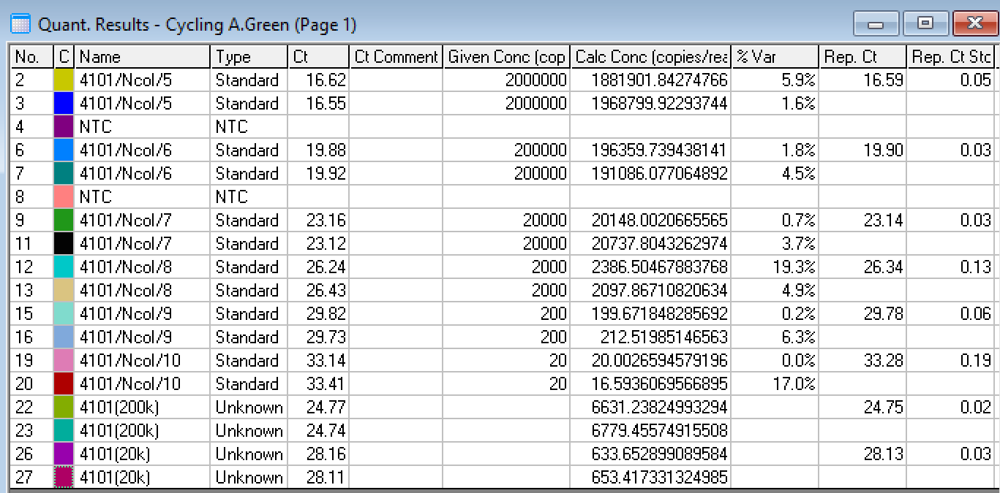 Quant. Results - Cycling A.Green (Page 1)
No. C Name Type Ct Ct Comment Given Conc (cop Calc Conc (copies/rea % Var Rep. Ct Rep. Ct Stc
2 4101/Ncol/5 Standard 16.62 2000000 1881901.84274766 5.9% 16.59 0.05
3 4101/Ncol/5 Standard 16.55 2000000 1968799.92293744 1.6%
4 NTC NTC
6 4101/Ncol/6 Standard 19.88 200000 196359.739438141 1.8% 19.90 0.03
7 4101/Ncol/6 Standard 19.92 200000 191086.077064892 4.5%
8 NTC NTC
9 4101/Ncol/7 Standard 23.16 20000 20148.0020665565 0.7% 23.14 0.03
11 4101/Ncol/7 Standard 23.12 20000 20737.8043262974 3.7%
12 4101/Ncol/8 Standard 26.24 2000 2386.50467883768 19.3% 26.34 0.13
13 4101/Ncol/8 Standard 26.43 2000 2097.86710820634 4.9%
15 4101/Ncol/9 Standard 29.82 200 199.671848285692 0.2% 29.78 0.06
16 4101/Ncol/9 Standard 29.73 200 212.51985146563 6.3%
19 4101/Ncol/10 Standard 33.14 20 20.0026594579196 0.0% 33.28 0.19
20 4101/Ncol/10 Standard 33.41 20 16.5936069566895 17.0%
22 4101(200k) Unknown 24.77 6631.23824993294 24.75 0.02
23 4101(200k) Unknown 24.74 6779.45574915508
26 4101(20k) Unknown 28.16 633.652899089584 28.13 0.03
27 4101(20k) Unknown 28.11 653.417331324985